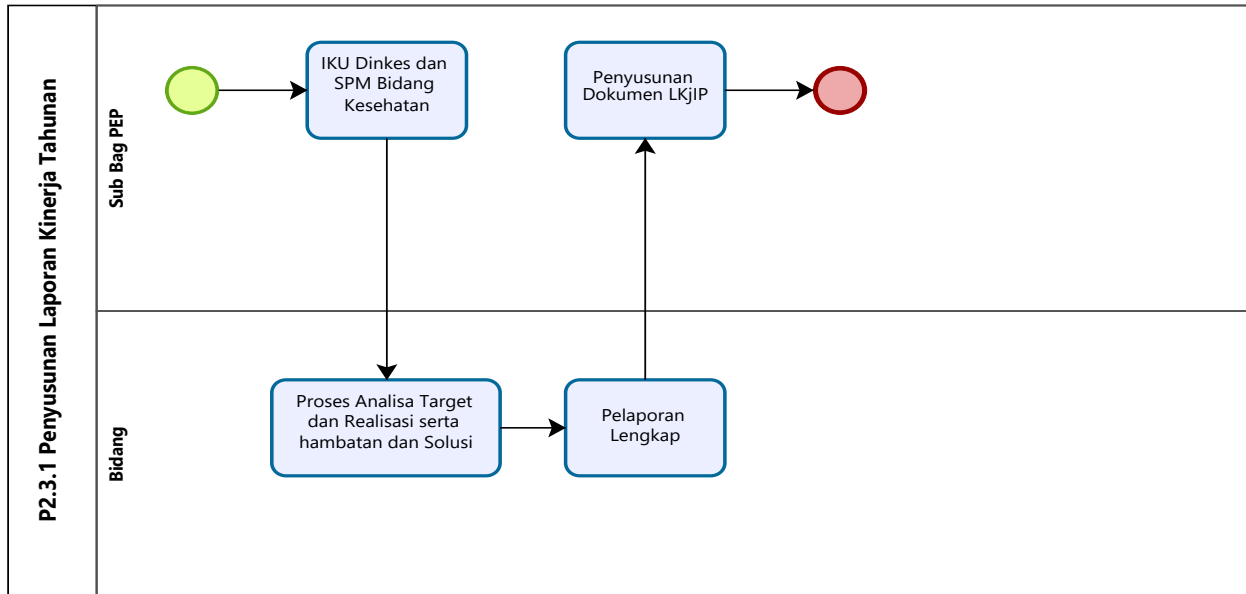 P2.3.1 Penyusunan Laporan Kinerja Tahunan
Sub Bag PEP
IKU Dinkes dan
SPM Bidang
Kesehatan
Penyusunan
Dokumen LKjIP
Bidang
Proses Analisa Target
dan Realisasi serta
hambatan dan Solusi
Pelaporan
Lengkap